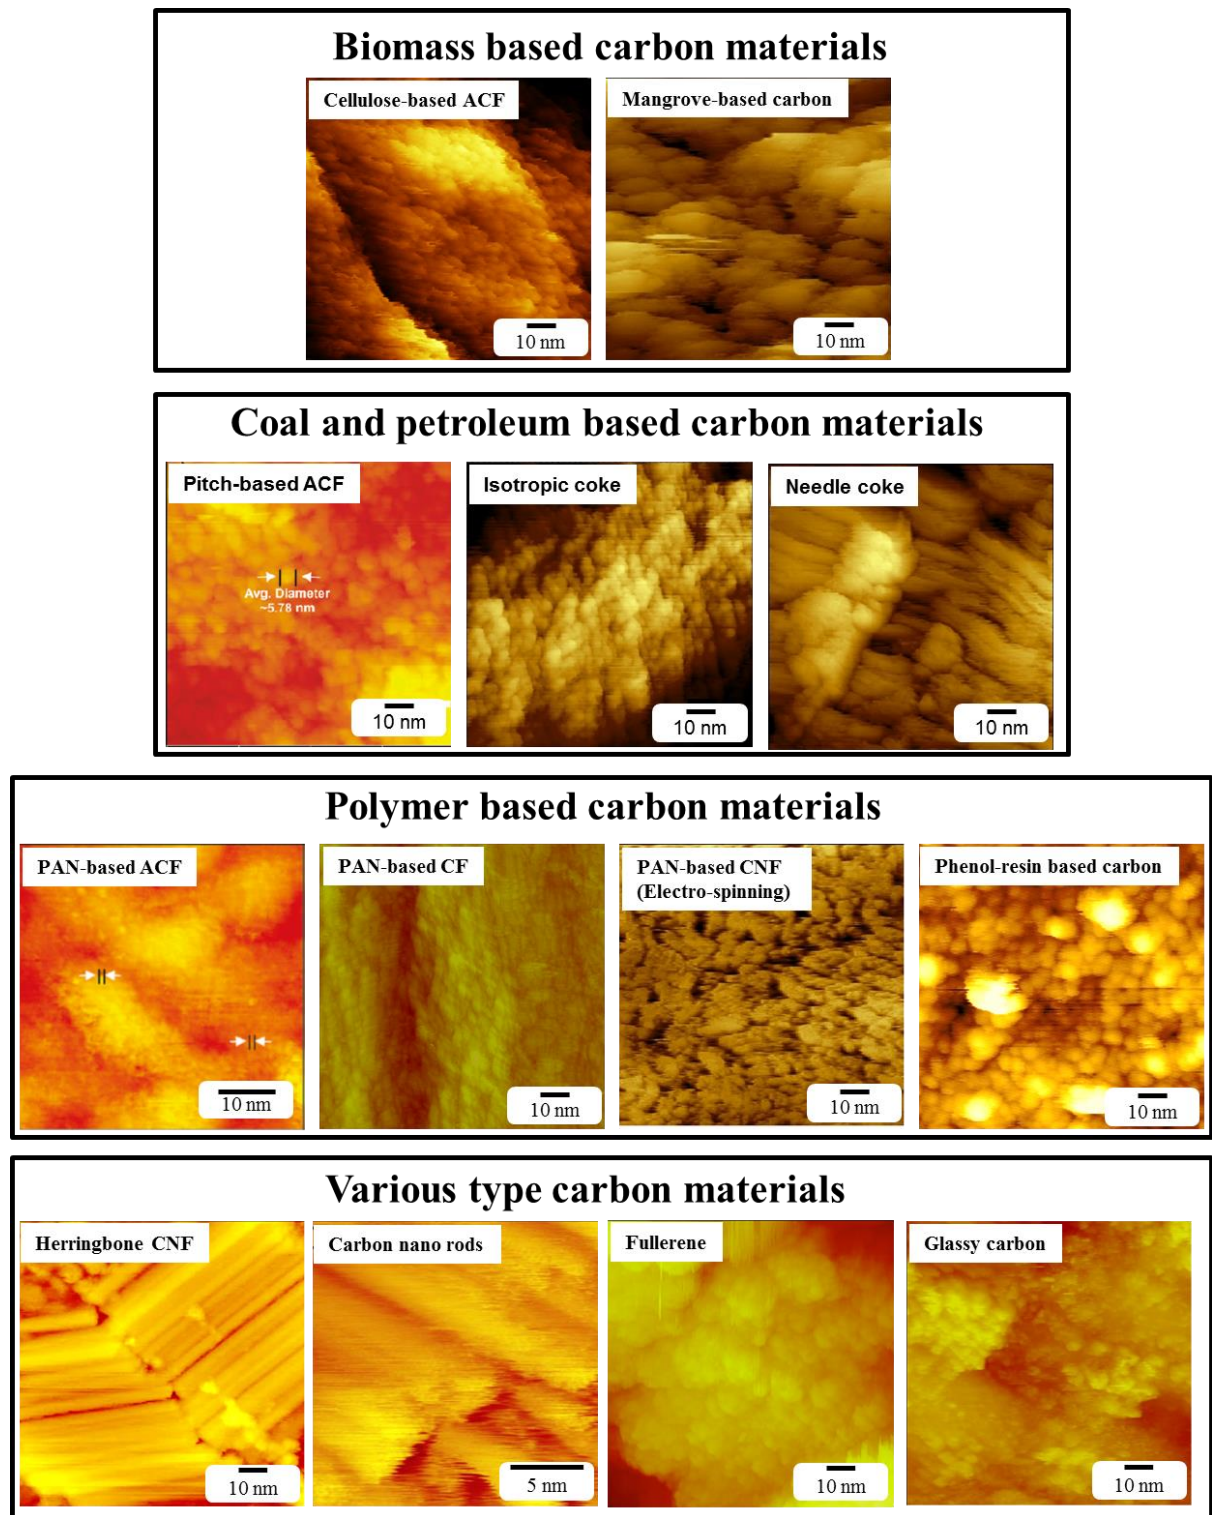 Biomass based carbon materials
Cellulose-based ACF
Mangrove-based carbon
10 nm
10 nm
Coal and petroleum based carbon materials
Pitch-based ACF
Isotropic coke
Needle coke
Avg. Diameter
~5.78 nm
10 nm
10 nm
10 nm
Polymer based carbon materials
PAN-based ACF
PAN-based CF
PAN-based CNF
(Electro-spinning)
Phenol-resin based carbon
10 nm
10 nm
10 nm
10 nm
Various type carbon materials
Herringbone CNF
Carbon nano rods
Fullerene
Glassy carbon
10 nm
5 nm
10 nm
10 nm